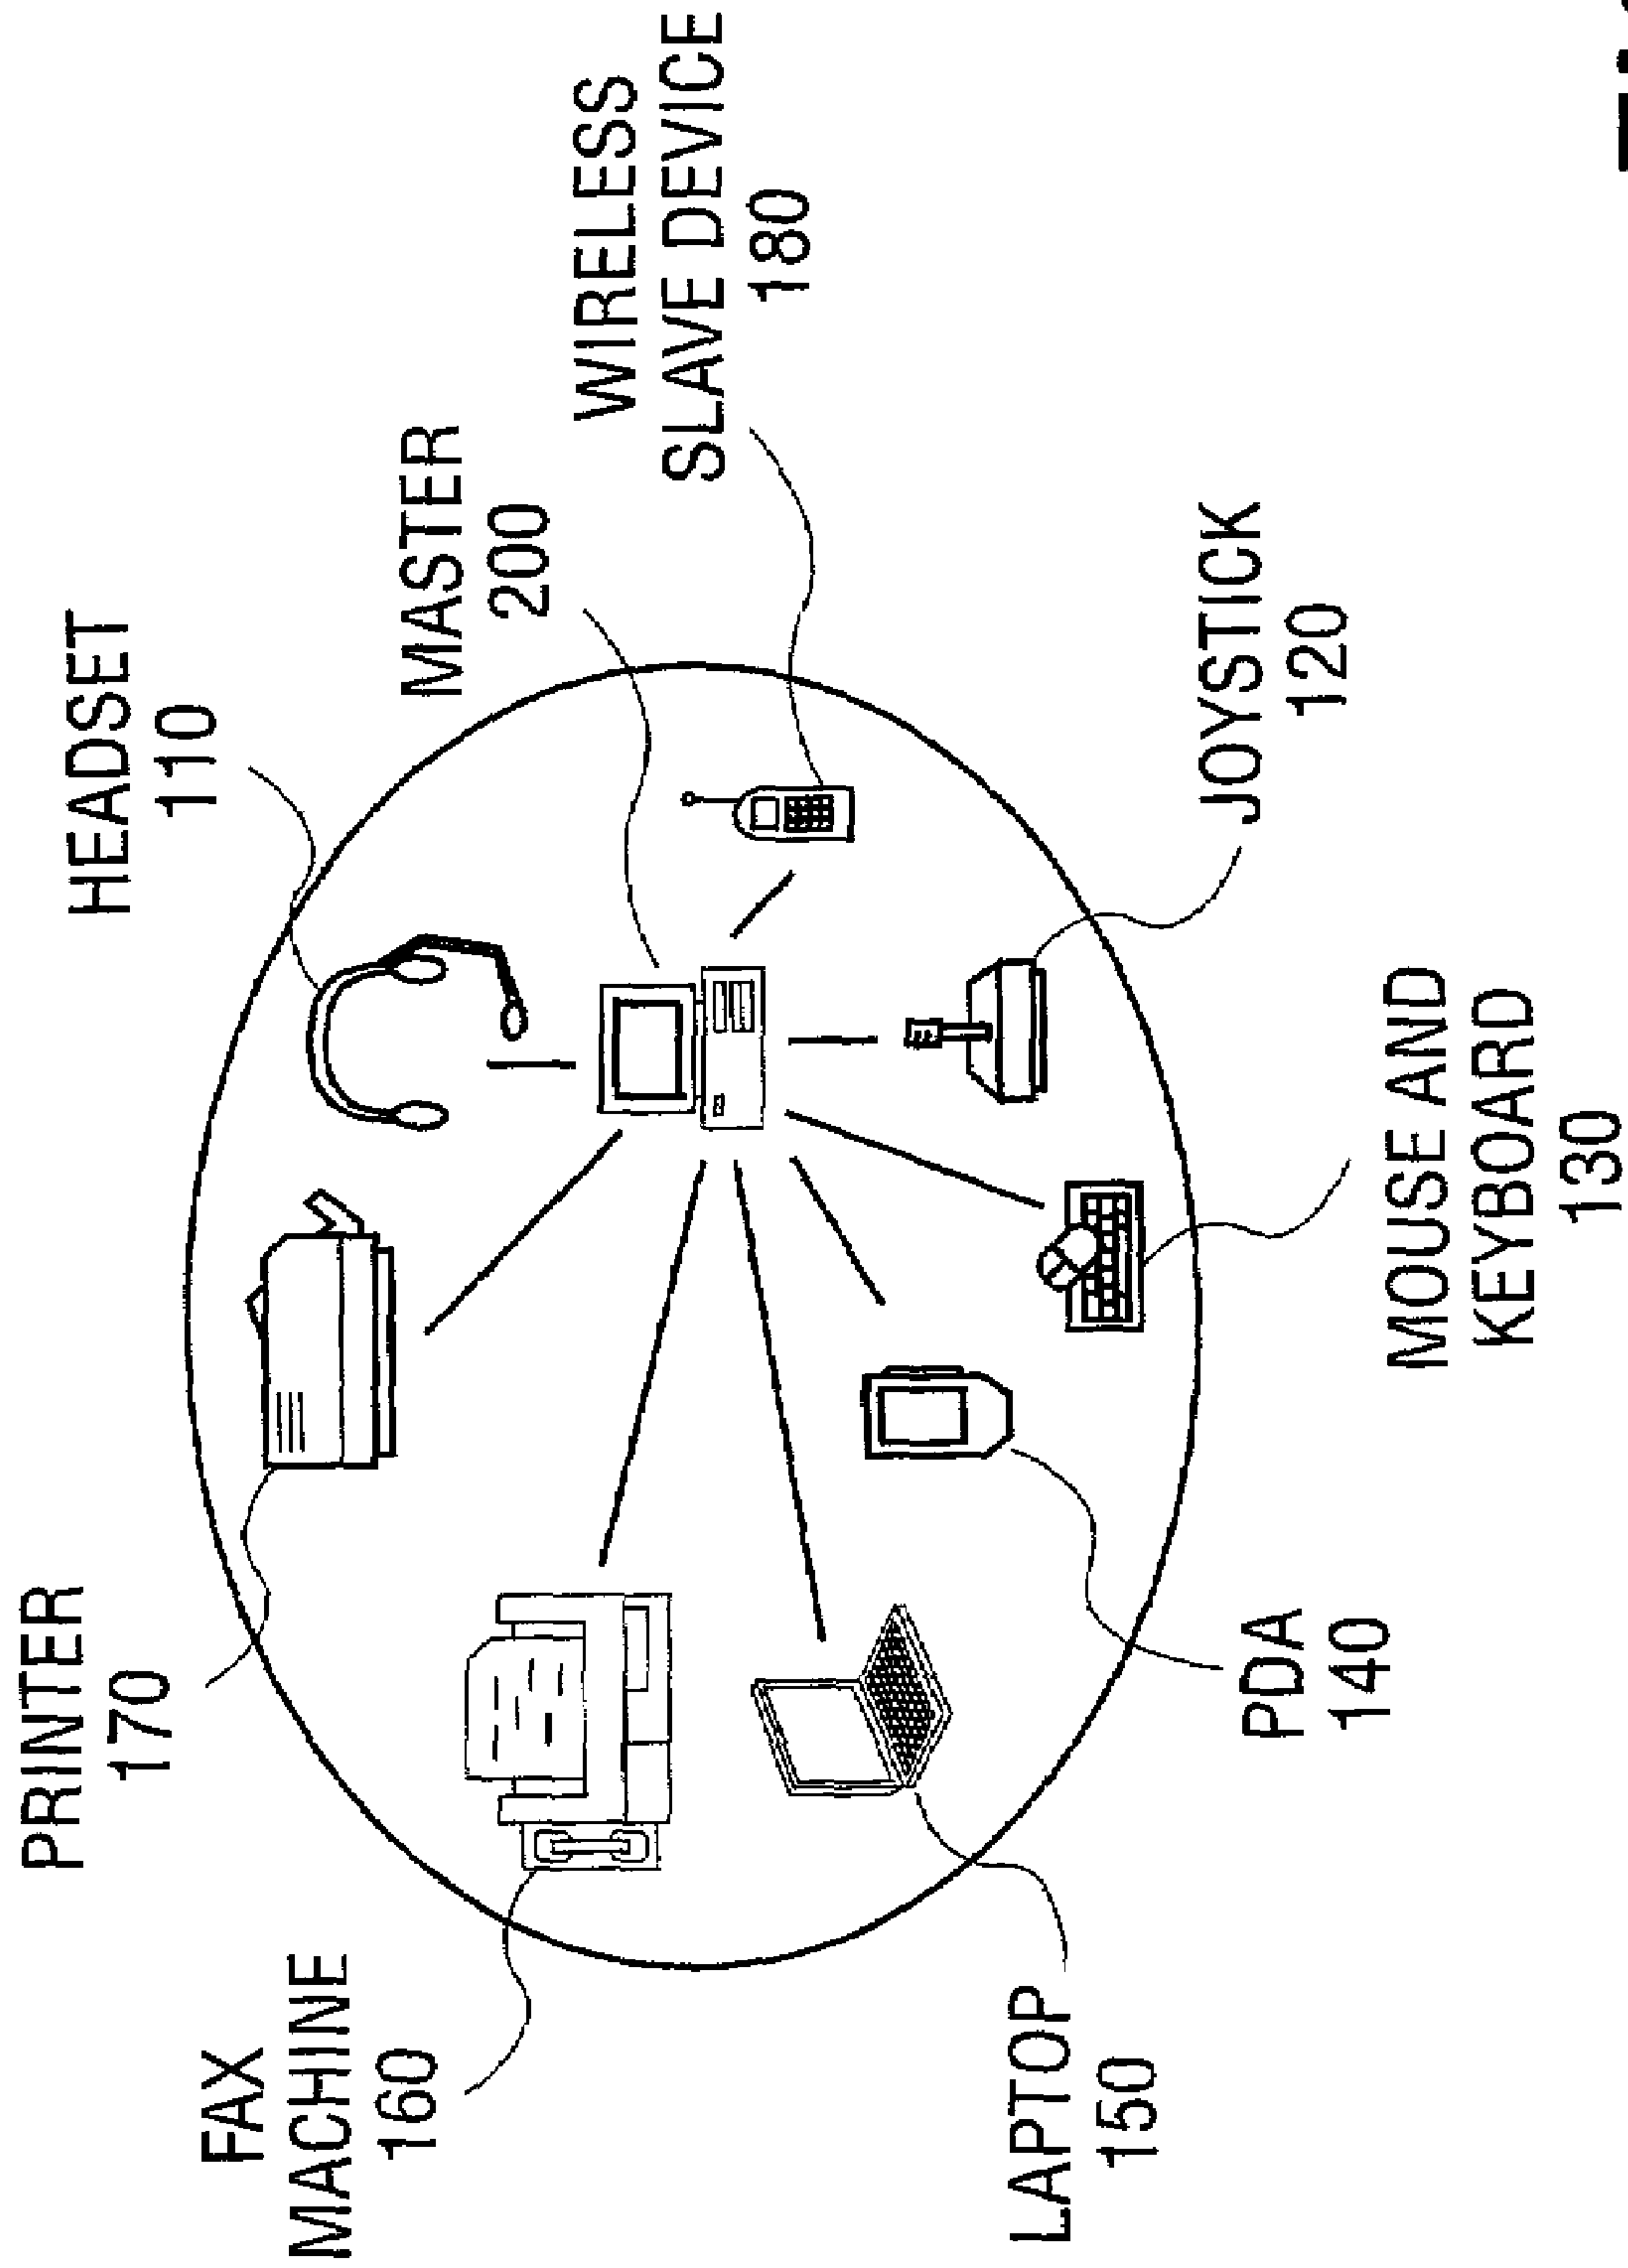 PRINTER
170
HEADSET
110
FAX
MACHINE
160
MASTER
200
WIRELESS
SLAVE DEVICE
180
LAPTOP
150
PDA
140
JOYSTICK
120
MOUSE AND
KEYBOARD
130